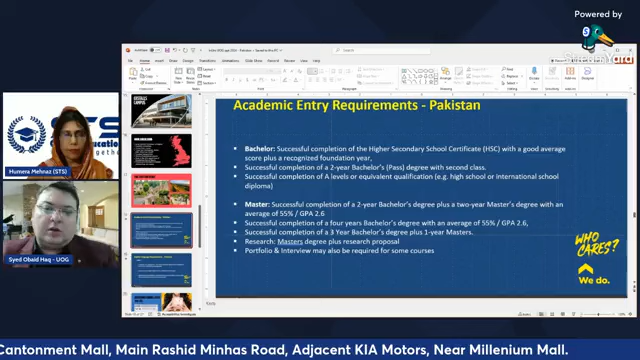 Powered by
Academic Entry Requirements - Pakistan
Bachelor: Successful completion of the Higher Secondary School Certificate (HSC) with a good average
score plus a recognized foundation year,
Successful completion of a 2-year Bachelor's (Pass) degree with second class.
Successful completion of A levels or equivalent qualification (e.g. high school or International school
diploma)
Master: Successful completion of a 2-year Bachelor's degree plus a two-year Master's degree with
an average of 55% / GPA 2.6
Successful completion of a four years Bachelor's degree with an average of 55% / GPA 2.6,
Successful completion of a 3 Year Bachelor's degree plus 1-year Masters.
Research: Masters degree plus research proposal
Portfolio & Interview may also be required for some courses
WHO
CARES?
We do.
STS
Humera Mehnaz (STS)
Syed Obaid Haq - UOG
Cantonment Mall, Main Rashid Minhas Road, Adjacent KIA Motors, Near Millenium Mall.